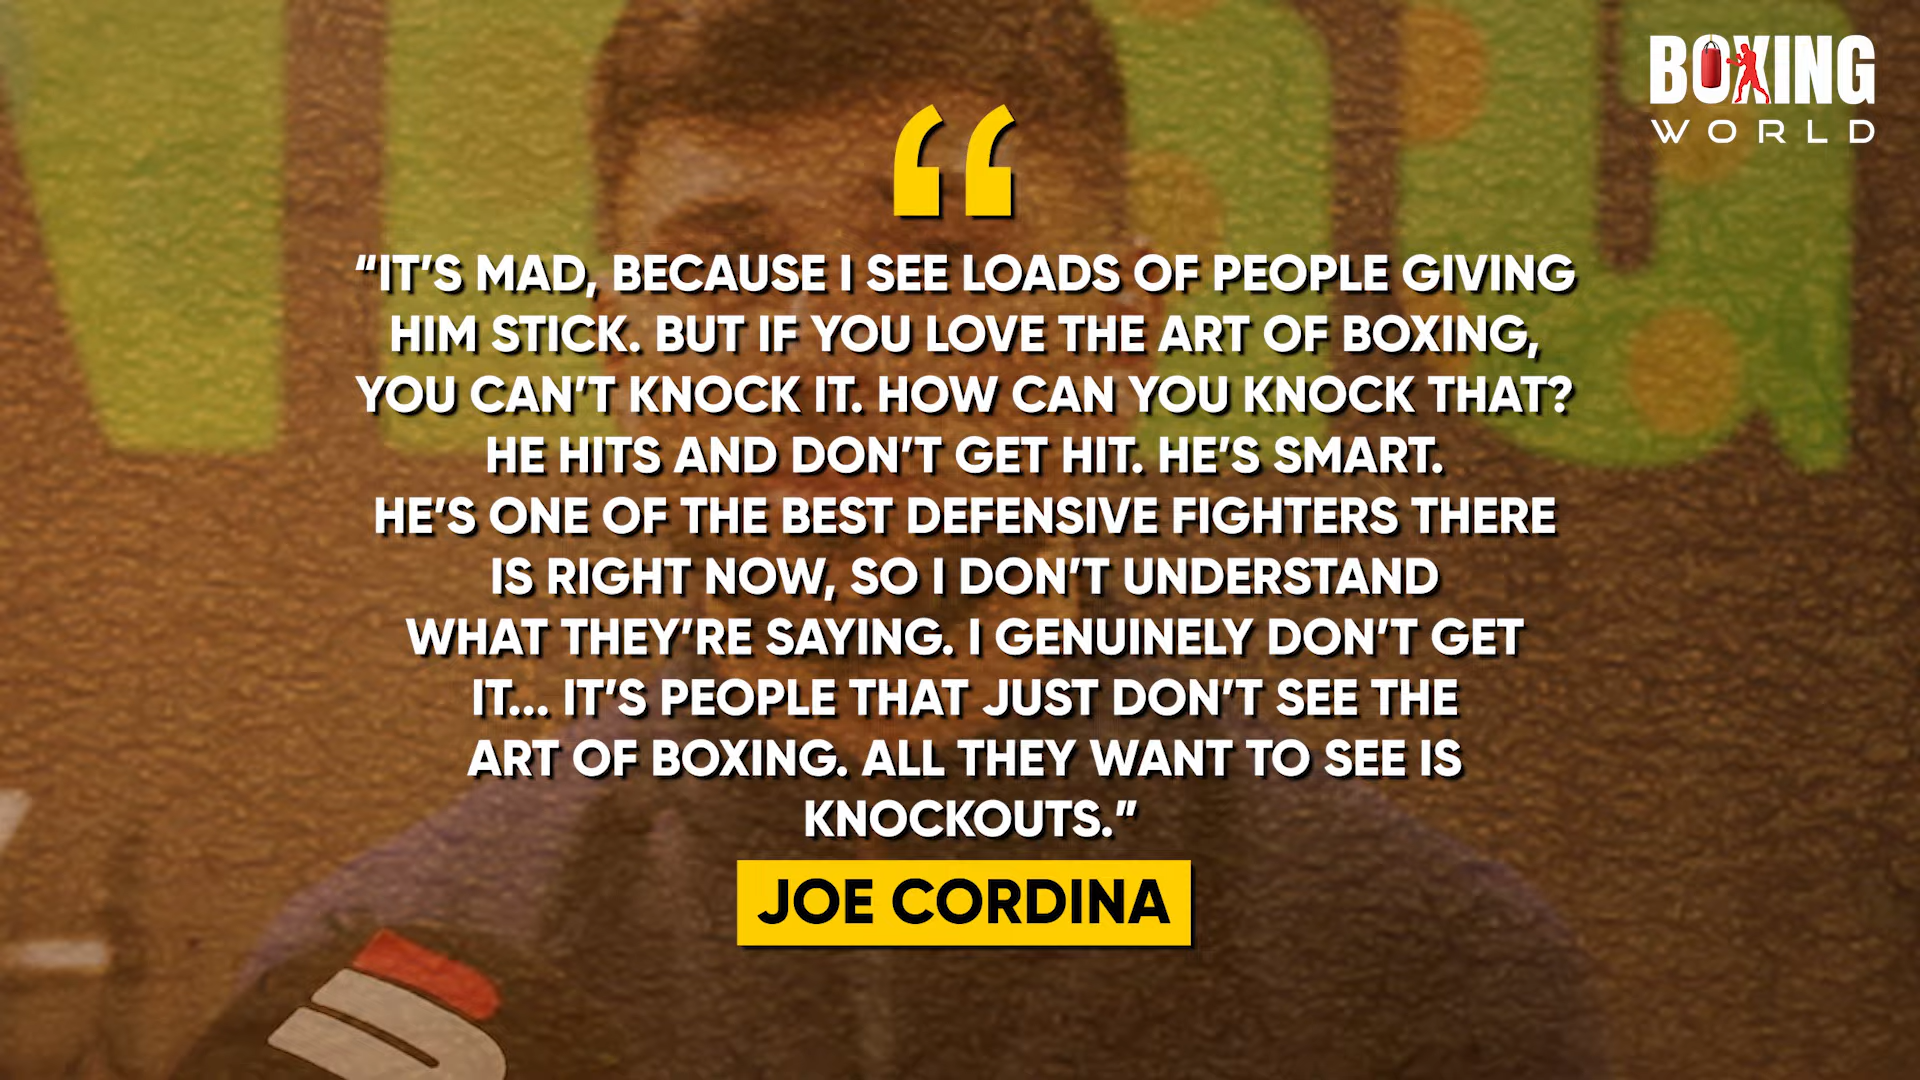 BOXING
WORLD
“IT’S MAD, BECAUSE I SEE LOADS OF PEOPLE GIVING
HIM STICK. BUT IF YOU LOVE THE ART OF BOXING,
YOU CAN’T KNOCK IT. HOW CAN YOU KNOCK THAT?
HE HITS AND DON’T GET HIT. HE’S SMART.
HE’S ONE OF THE BEST DEFENSIVE FIGHTERS THERE
IS RIGHT NOW, SO I DON’T UNDERSTAND
WHAT THEY’RE SAYING. I GENUINELY DON’T GET
IT... IT’S PEOPLE THAT JUST DON’T SEE THE
ART OF BOXING. ALL THEY WANT TO SEE IS
KNOCKOUTS.”
JOE CORDINA